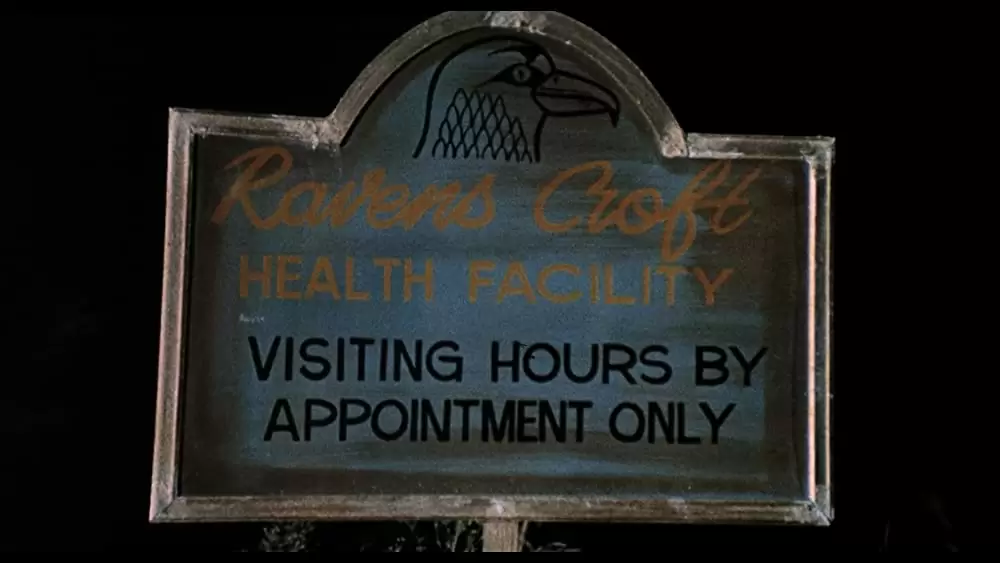 Ravens Croft
HEALTH FACILITY
VISITING HOURS BY
APPOINTMENT ONLY